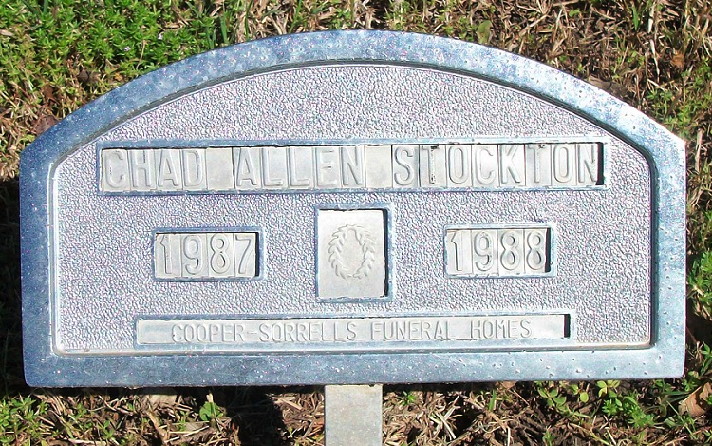 CHAD ALLEN STOCKTON
1987 1988
COOPER-SORRELLS FUNERAL HOMES